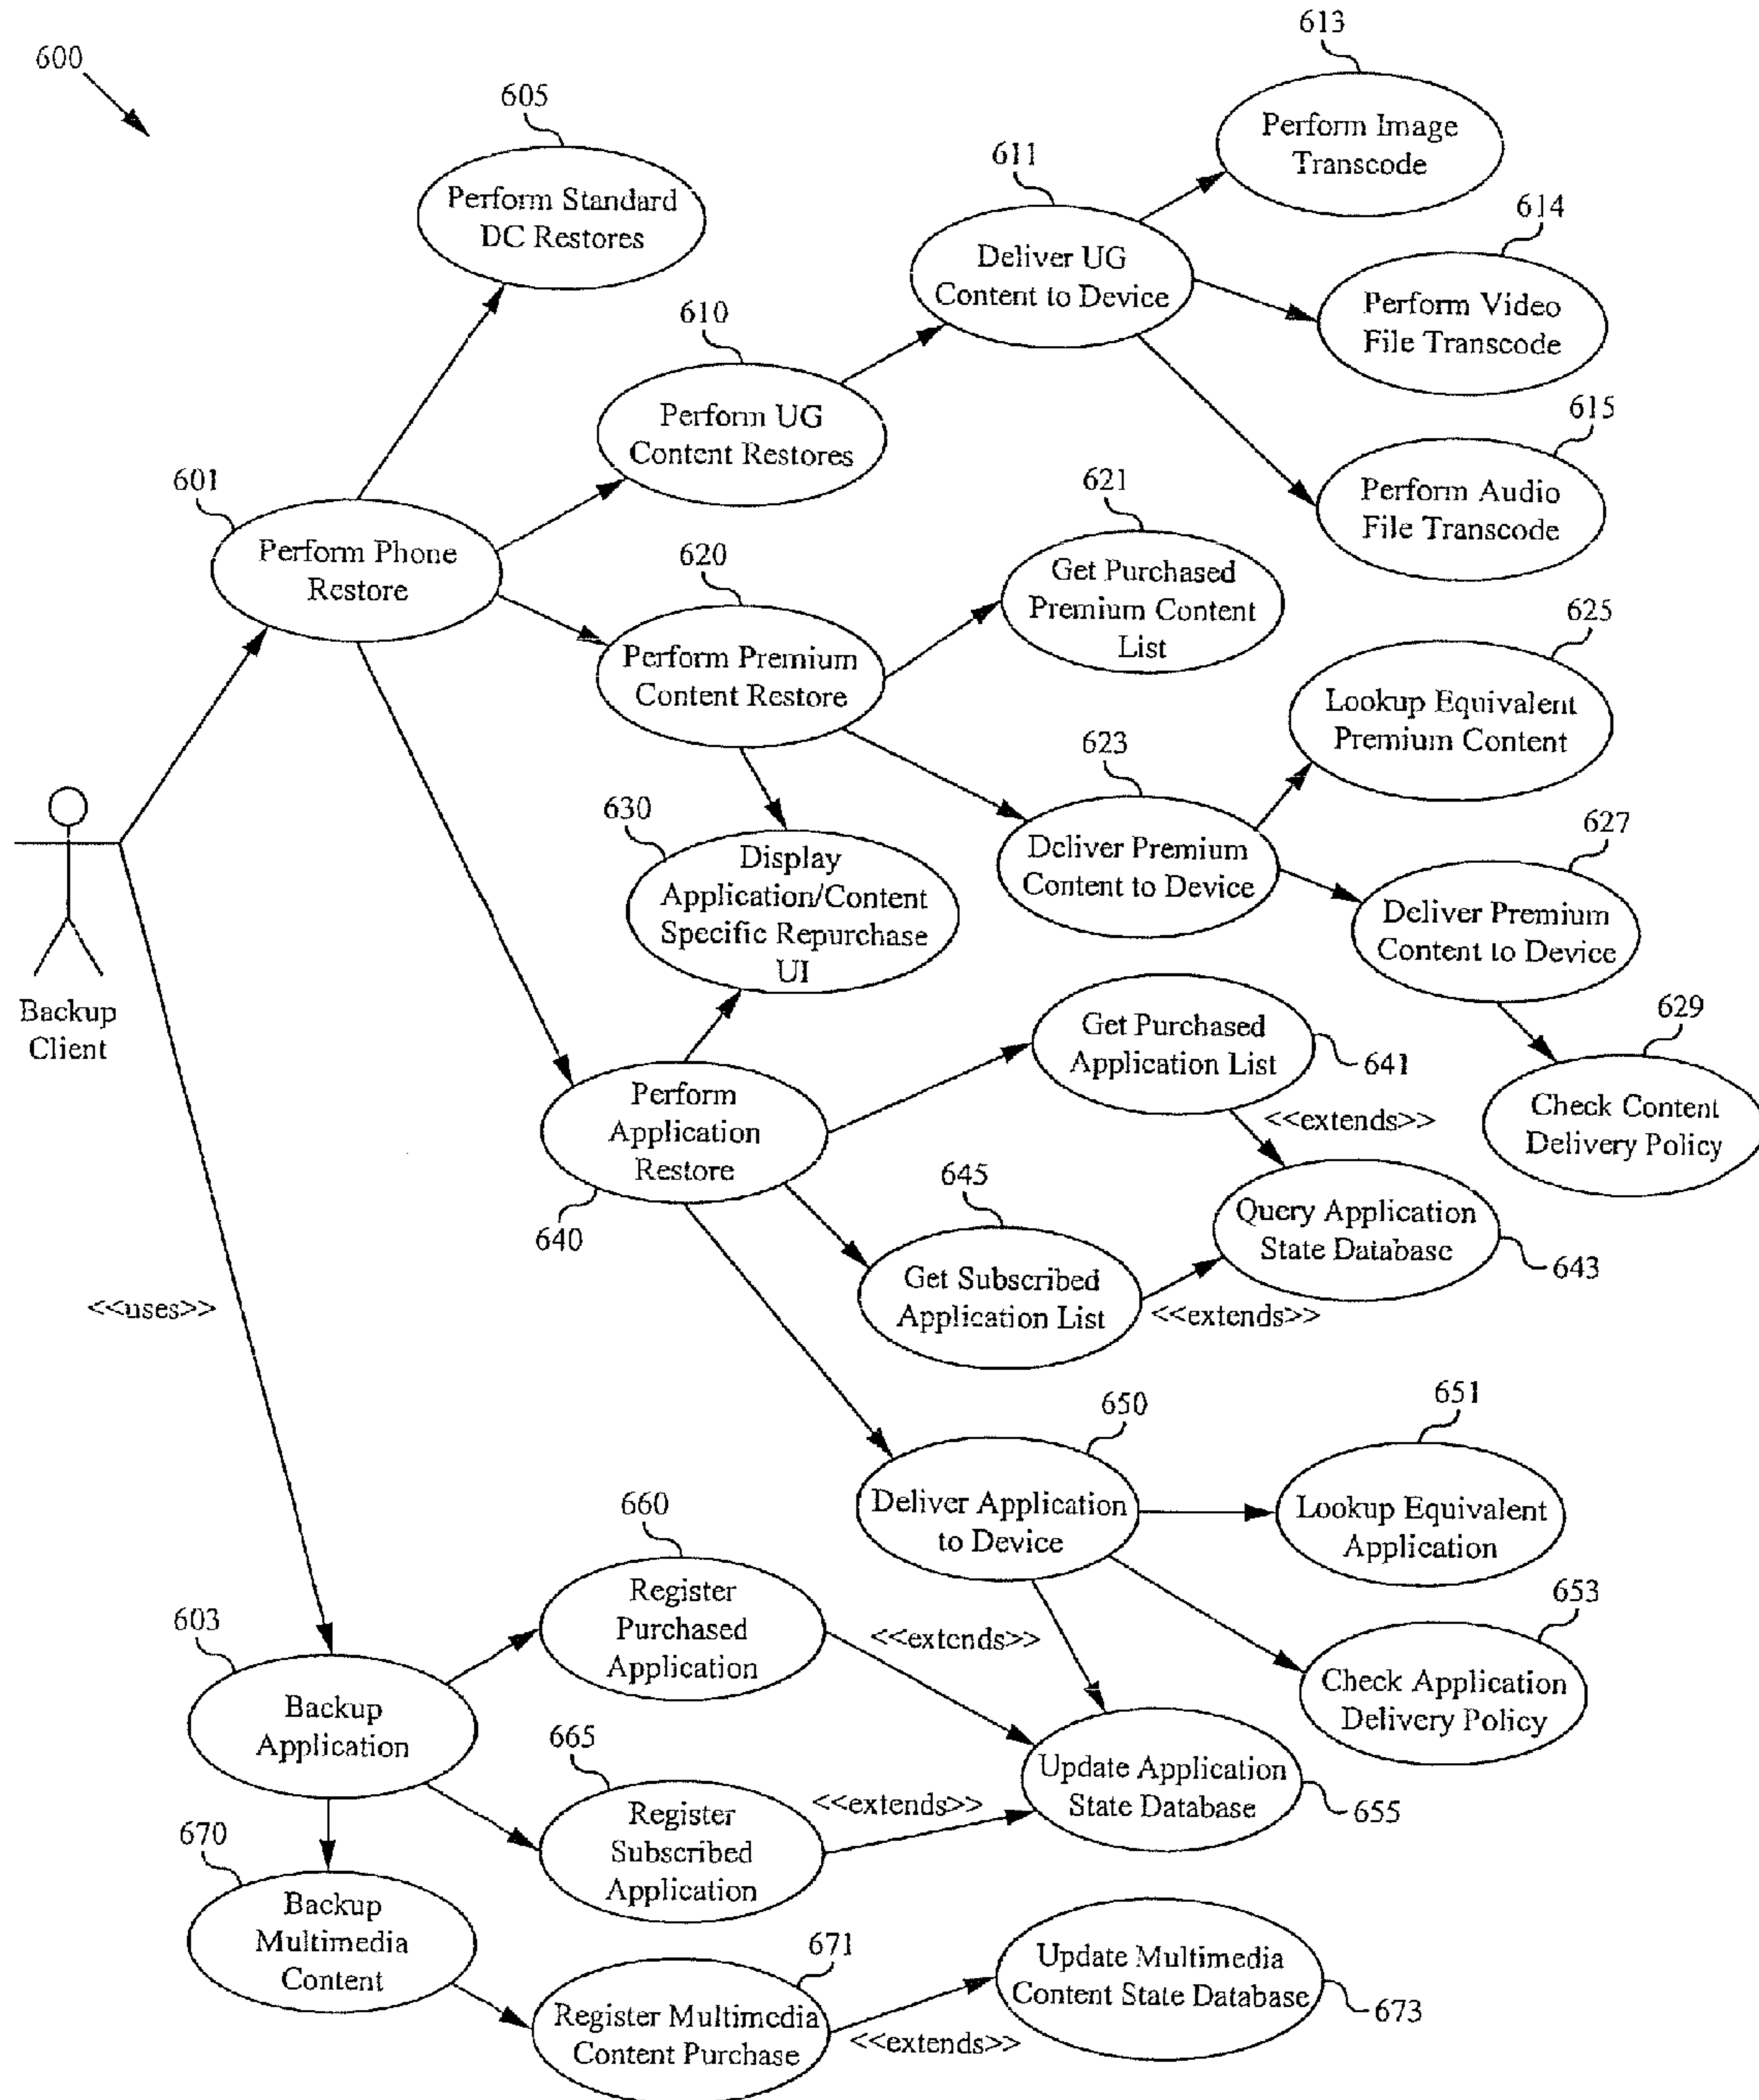 600
613
Perform Image
Transcode
605
Perform Standard
DC Restores
611
Deliver UG
Content to Device
614
Perform Video
File Transcode
610
Perform UG
Content Restores
615
Perform Audio
File Transcode
601
Perform Phone
Restore
621
Get Purchased
Premium Content
List
620
Perform Premium
Content Restore
625
Lookup Equivalent
Premium Content
623
Deliver Premium
Content to Device
627
Deliver Premium
Content to Device
630
Display
Application/Content
Specific Repurchase
UI
Backup
Client
629
Check Content
Delivery Policy
Get Purchased
Application List
641
<<extends>>
Perform
Application
Restore
640
645
Get Subscribed
Application List
<<extends>>
Query Application
State Database
643
<<uses>>
650
Deliver Application
to Device
651
Lookup Equivalent
Application
653
Check Application
Delivery Policy
660
Register
Purchased
Application
<<extends>>
603
Backup
Application
665
Register
Subscribed
Application
<<extends>>
Update Application
State Database
655
670
Backup
Multimedia
Content
671
Register Multimedia
Content Purchase
<<extends>>
Update Multimedia
Content State Database
673